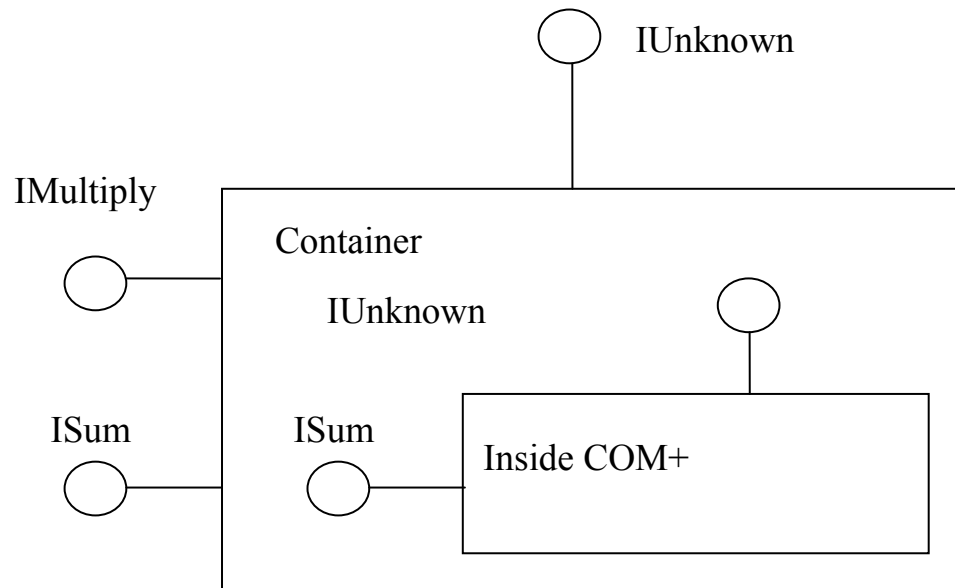 IUnknown
IMultiply
Container
IUnknown
ISum
ISum
Inside COM+